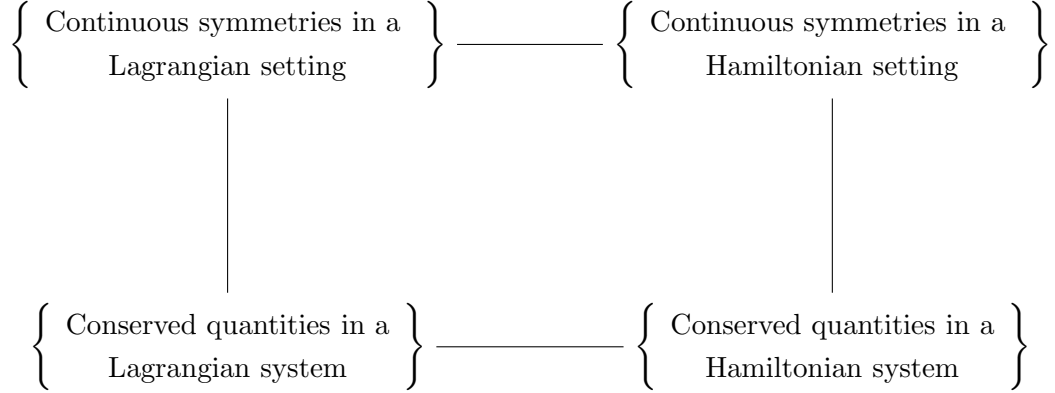 Continuous symmetries in a
Lagrangian setting
Continuous symmetries in a
Hamiltonian setting
Conserved quantities in a
Lagrangian system
Conserved quantities in a
Hamiltonian system